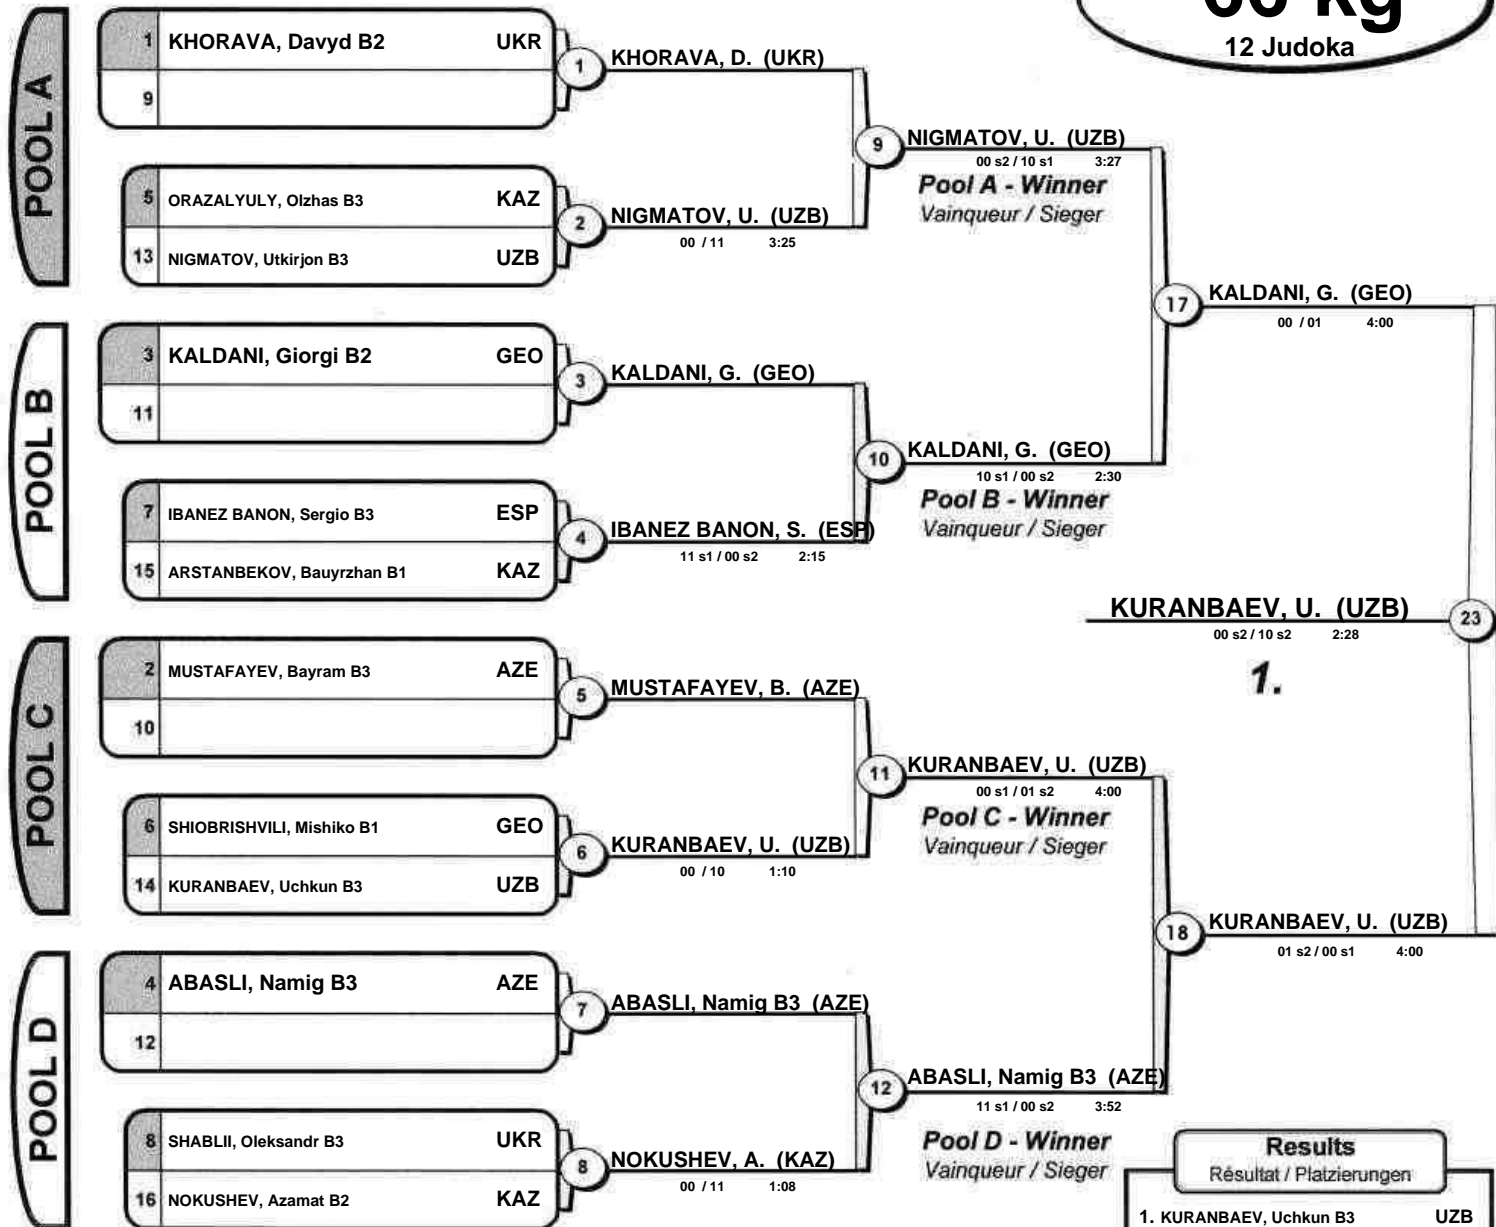 66 kg
12 Judoka
POOL A
1 KHORAVA, Davyd B2 UKR
9
1 KHORAVA, D. (UKR)
5 ORAZALYULY, Olzhas B3 KAZ
13 NIGMATOV, Utkirjon B3 UZB
2 NIGMATOV, U. (UZB)
00 / 11 3:25
9 NIGMATOV, U. (UZB)
00 s2 / 10 s1 3:27
Pool A - Winner
Vainqueur / Sieger
POOL B
3 KALDANI, Giorgi B2 GEO
11
3 KALDANI, G. (GEO)
7 IBANEZ BANON, Sergio B3 ESP
15 ARSTANBEKOV, Bauyrzhan B1 KAZ
4 IBANEZ BANON, S. (ESP)
11 s1 / 00 s2 2:15
10 KALDANI, G. (GEO)
10 s1 / 00 s2 2:30
Pool B - Winner
Vainqueur / Sieger
17 KALDANI, G. (GEO)
00 / 01 4:00
KURANBAEV, U. (UZB) 23
00 s2 / 10 s2 2:28
1.
POOL C
2 MUSTAFAYEV, Bayram B3 AZE
10
5 MUSTAFAYEV, B. (AZE)
6 SHIOBRISHVILI, Mishiko B1 GEO
14 KURANBAEV, Uchkun B3 UZB
6 KURANBAEV, U. (UZB)
00 / 10 1:10
11 KURANBAEV, U. (UZB)
00 s1 / 01 s2 4:00
Pool C - Winner
Vainqueur / Sieger
18 KURANBAEV, U. (UZB)
01 s2 / 00 s1 4:00
POOL D
4 ABASLI, Namig B3 AZE
12
7 ABASLI, Namig B3 (AZE)
8 SHABLII, Oleksandr B3 UKR
16 NOKUSHEV, Azamat B2 KAZ
8 NOKUSHEV, A. (KAZ)
00 / 11 1:08
12 ABASLI, Namig B3 (AZE)
11 s1 / 00 s2 3:52
Pool D - Winner
Vainqueur / Sieger
Results
Résultat / Platzierungen
1. KURANBAEV, Uchkun B3 UZB